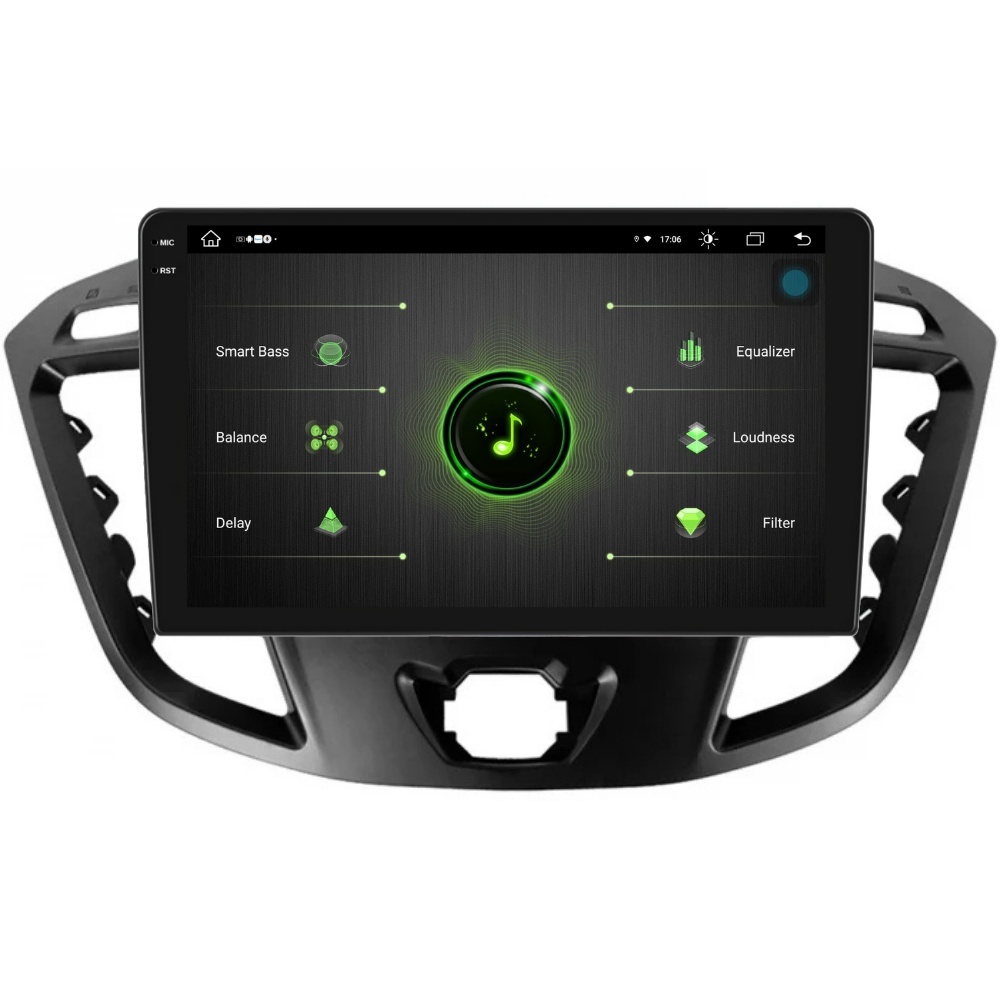 MIC
17:06
RST
Smart Bass
Equalizer
Balance
Loudness
Delay
Filter